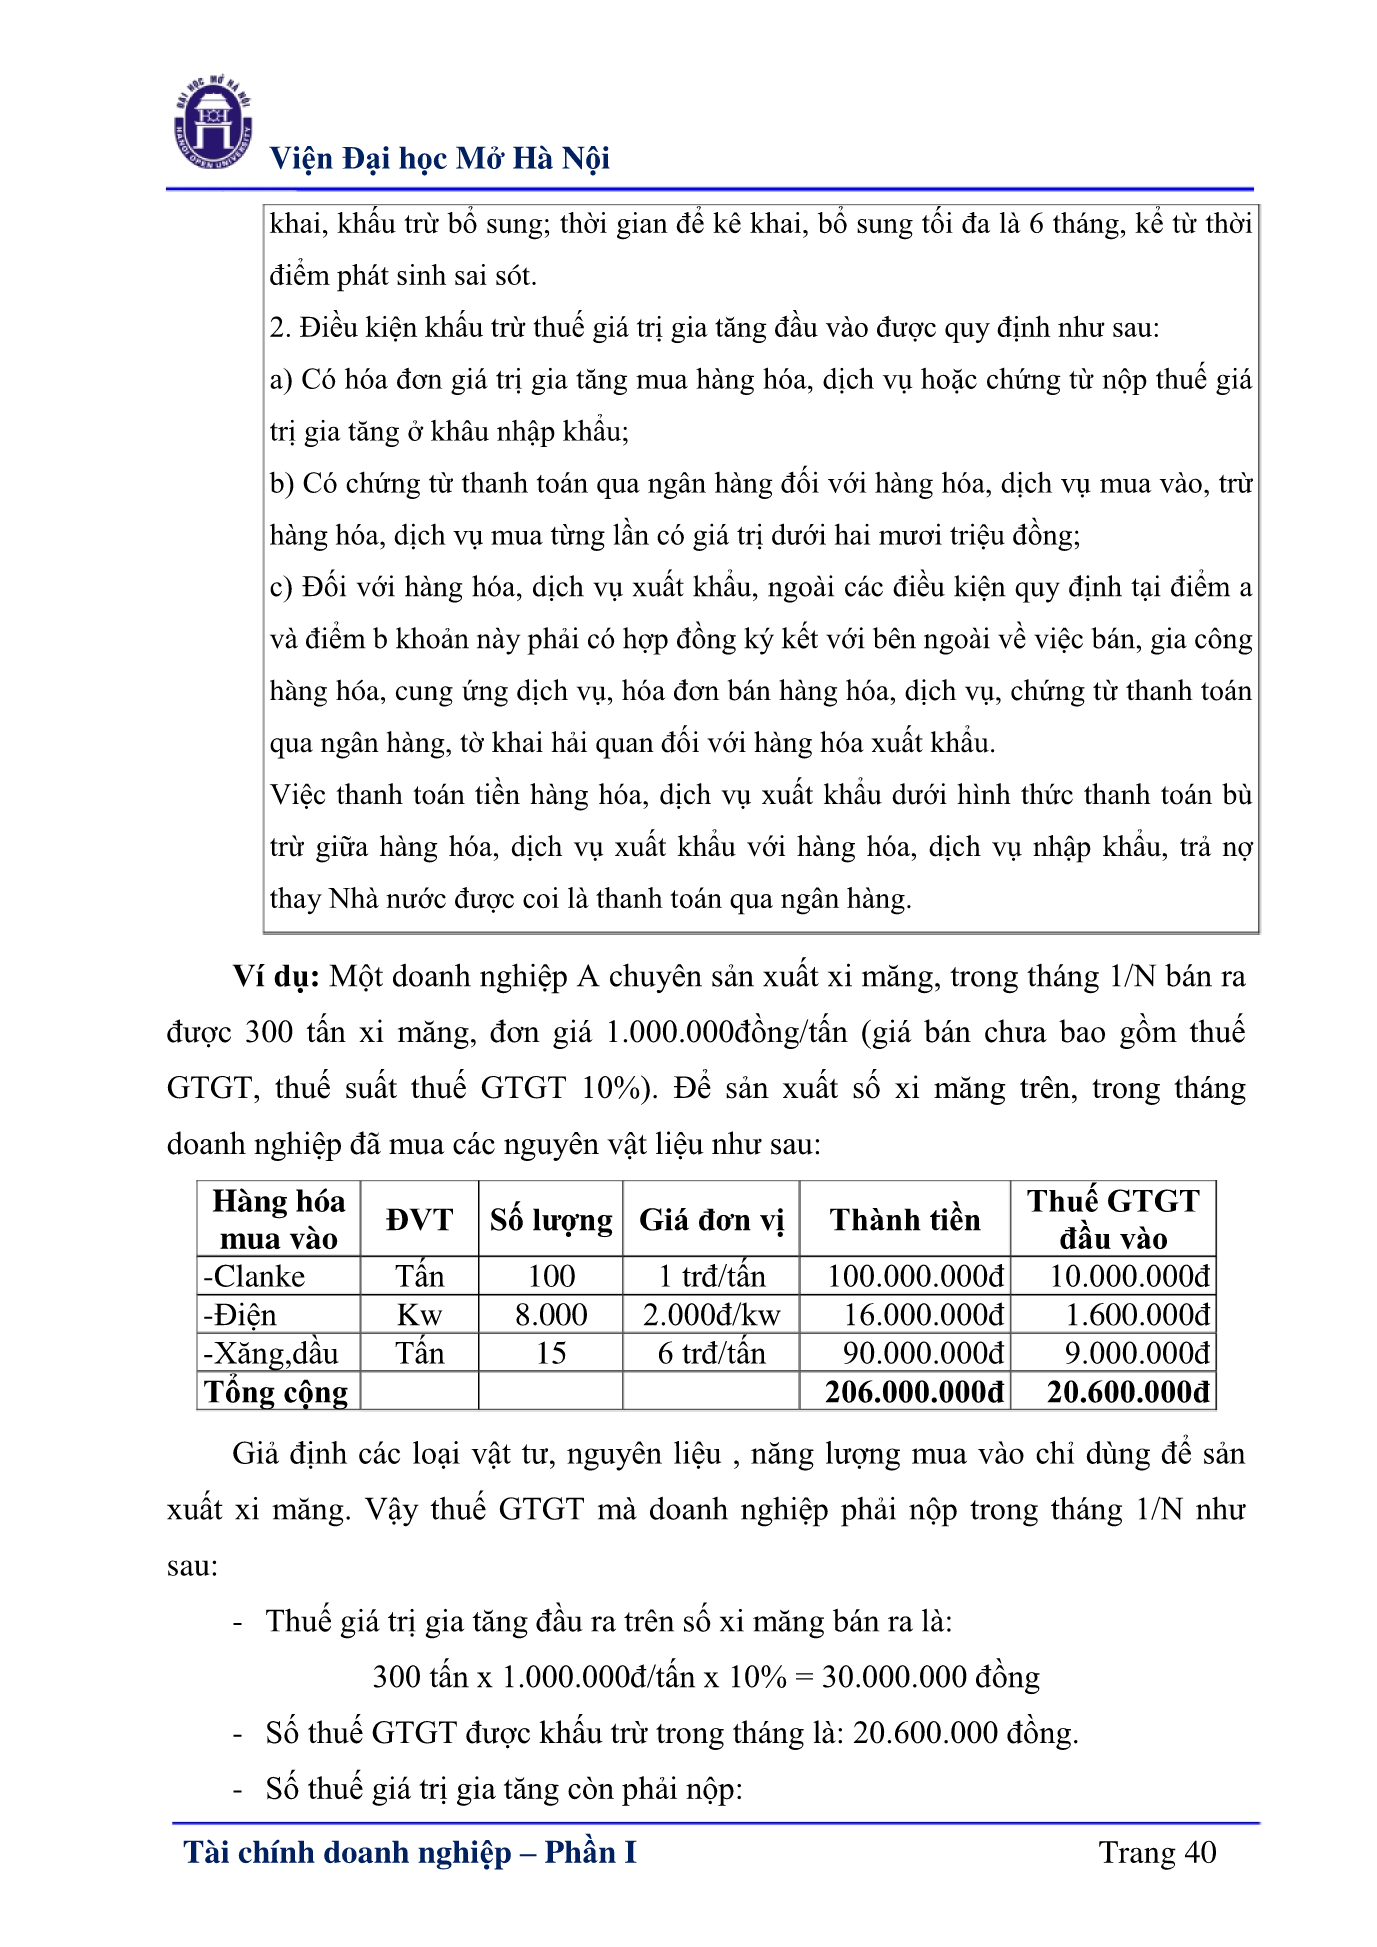 ĐẠI HỌC MỞ HÀ NỘI
HANOI OPEN UNIVERSITY
Viện Đại học Mở Hà Nội
khai, khấu trừ bổ sung; thời gian để kê khai, bổ sung tối đa là 6 tháng, kể từ thời
điểm phát sinh sai sót.
2. Điều kiện khấu trừ thuế giá trị gia tăng đầu vào được quy định như sau:
a) Có hóa đơn giá trị gia tăng mua hàng hóa, dịch vụ hoặc chứng từ nộp thuế giá
trị gia tăng ở khâu nhập khẩu;
b) Có chứng từ thanh toán qua ngân hàng đối với hàng hóa, dịch vụ mua vào, trừ
hàng hóa, dịch vụ mua từng lần có giá trị dưới hai mươi triệu đồng;
c) Đối với hàng hóa, dịch vụ xuất khẩu, ngoài các điều kiện quy định tại điểm a
và điểm b khoản này phải có hợp đồng ký kết với bên ngoài về việc bán, gia công
hàng hóa, cung ứng dịch vụ, hóa đơn bán hàng hóa, dịch vụ, chứng từ thanh toán
qua ngân hàng, tờ khai hải quan đối với hàng hóa xuất khẩu.
Việc thanh toán tiền hàng hóa, dịch vụ xuất khẩu dưới hình thức thanh toán bù
trừ giữa hàng hóa, dịch vụ xuất khẩu với hàng hóa, dịch vụ nhập khẩu, trả nợ
thay Nhà nước được coi là thanh toán qua ngân hàng.
Ví dụ: Một doanh nghiệp A chuyên sản xuất xi măng, trong tháng 1/N bán ra
được 300 tấn xi măng, đơn giá 1.000.000đồng/tấn (giá bán chưa bao gồm thuế
GTGT, thuế suất thuế GTGT 10%). Để sản xuất số xi măng trên, trong tháng
doanh nghiệp đã mua các nguyên vật liệu như sau:
Hàng hóa mua vào ĐVT Số lượng Giá đơn vị Thành tiền Thuế GTGT đầu vào
-Clanke Tấn 100 1 trđ/tấn 100.000.000đ 10.000.000đ
-Điện Kw 8.000 2.000đ/kw 16.000.000đ 1.600.000đ
-Xăng,dầu Tấn 15 6 trđ/tấn 90.000.000đ 9.000.000đ
Tổng cộng 206.000.000đ 20.600.000đ
Giả định các loại vật tư, nguyên liệu , năng lượng mua vào chỉ dùng để sản
xuất xi măng. Vậy thuế GTGT mà doanh nghiệp phải nộp trong tháng 1/N như
sau:
- Thuế giá trị gia tăng đầu ra trên số xi măng bán ra là:
300 tấn x 1.000.000đ/tấn x 10% = 30.000.000 đồng
- Số thuế GTGT được khấu trừ trong tháng là: 20.600.000 đồng.
- Số thuế giá trị gia tăng còn phải nộp:
Tài chính doanh nghiệp – Phần I Trang 40